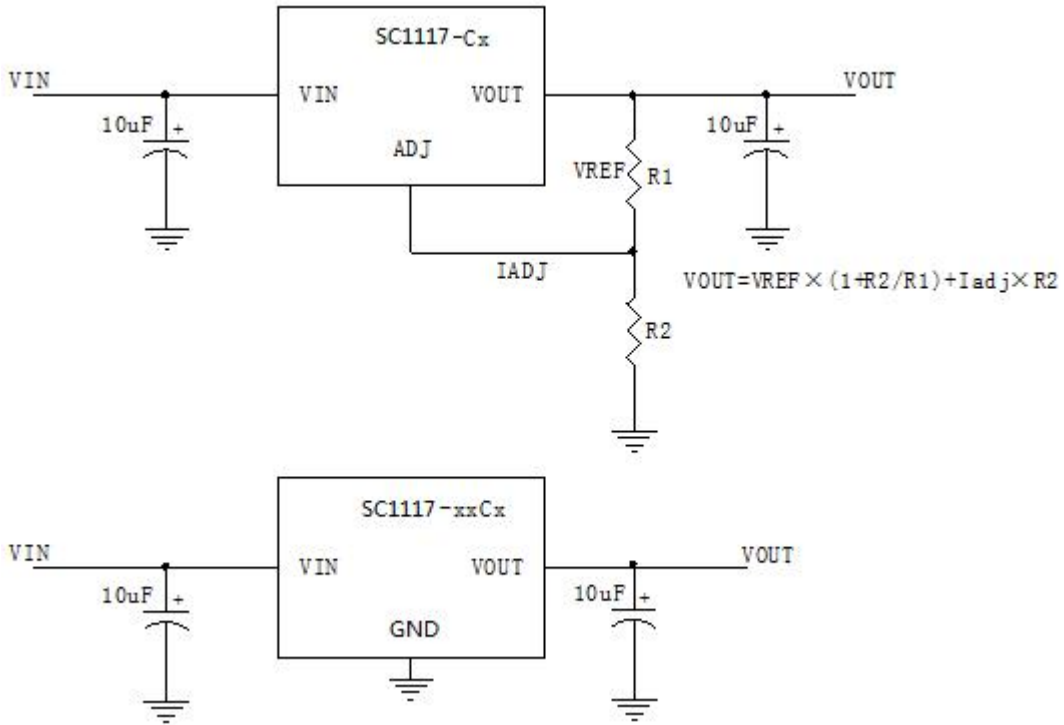 SC1117-Cx
VIN
VIN
VOUT
VOUT
10uF
+
10uF
+
ADJ
VREF
R1
IADJ
VOUT=VREF×(1+R2/R1)+Iadj×R2
R2
SC1117-xxCx
VIN
VIN
VOUT
VOUT
10uF
+
10uF
+
GND